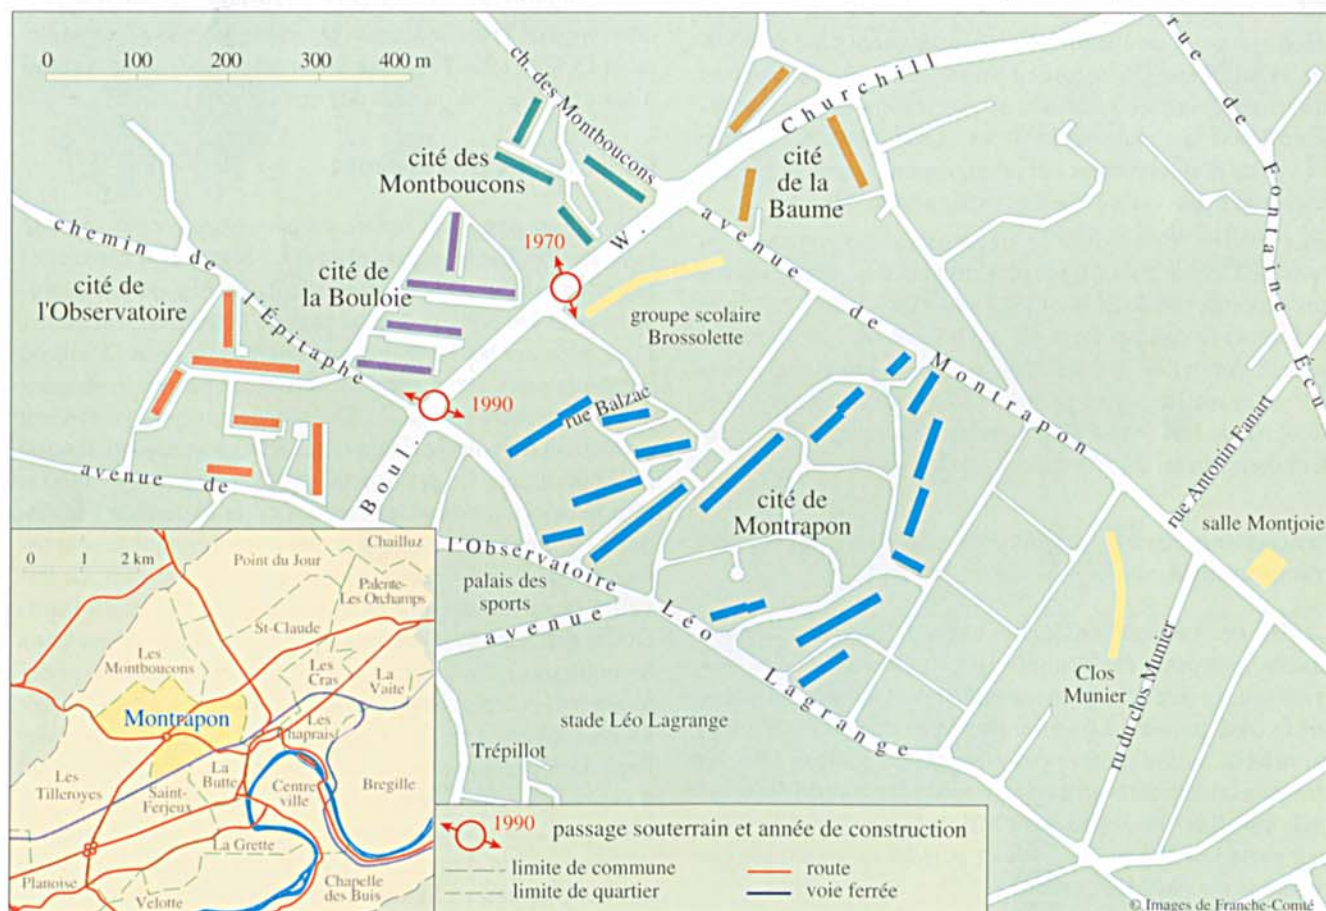 0 100 200 300 400 m
ch. des Montboucons
rue de Fontaine Écu
Boul. W. Churchill
cité des
Montboucons
cité
de la
Baume
chemin de l'Épitaphe
cité de
l'Observatoire
cité de
la Bouloie
1970
avenue de Montrapon
groupe scolaire
Brossolette
1990
rue Balzac
rue Antonin Fanart
avenue de l'Observatoire
cité de
Montrapon
salle Montjoie
palais des
sports
avenue Léo Lagrange
Clos
Munier
ru du clos Munier
stade Léo Lagrange
Trépillot
0 1 2 km
Chailluz
Point du Jour
Palente-
Les Orchamps
St-Claude
Les
Montboucons
Les
Cras
La
Vaite
Montrapon
Les
Chaprais
Les
Tilleroyes
La
Butte
Saint-
Ferjeux
Centre
ville
Bregille
La Grette
Planoise
Velotte
Chapelle
des Buis
1990 passage souterrain et année de construction
limite de commune
route
limite de quartier
voie ferrée
© Images de Franche-Comté